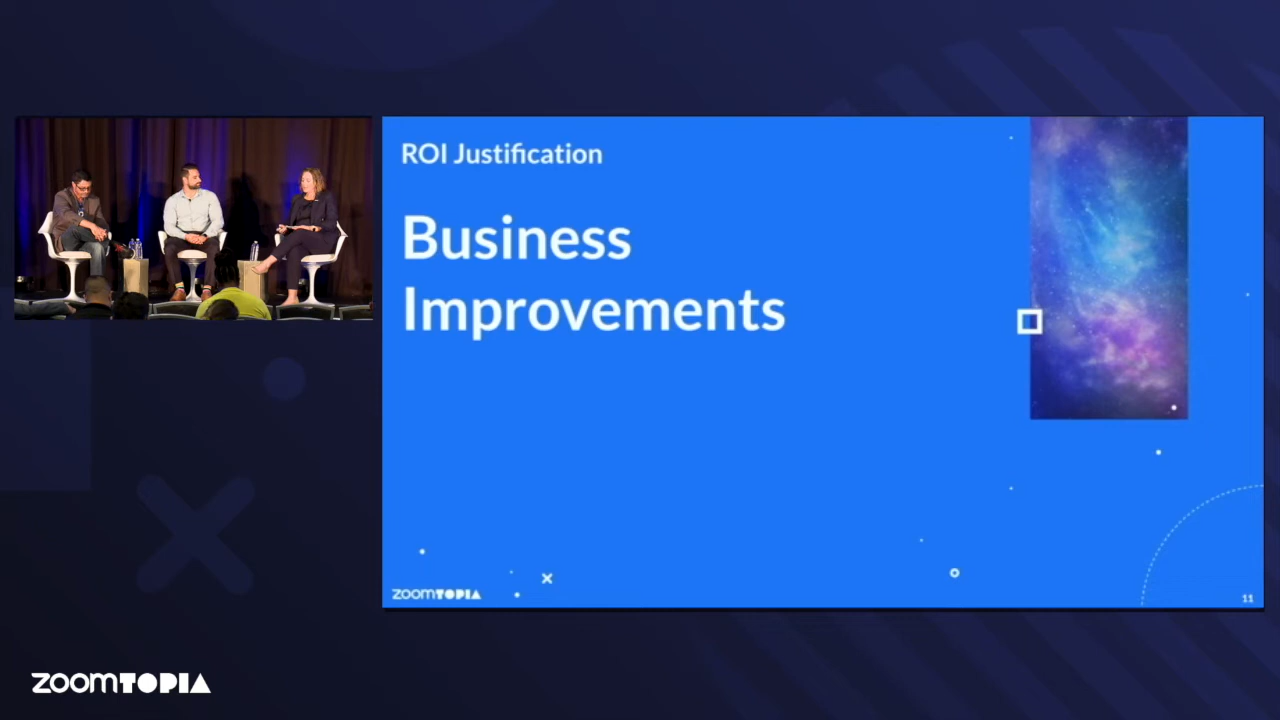 ROI Justification
Business
Improvements
zoomTOPIA
11
zoomTOPIA